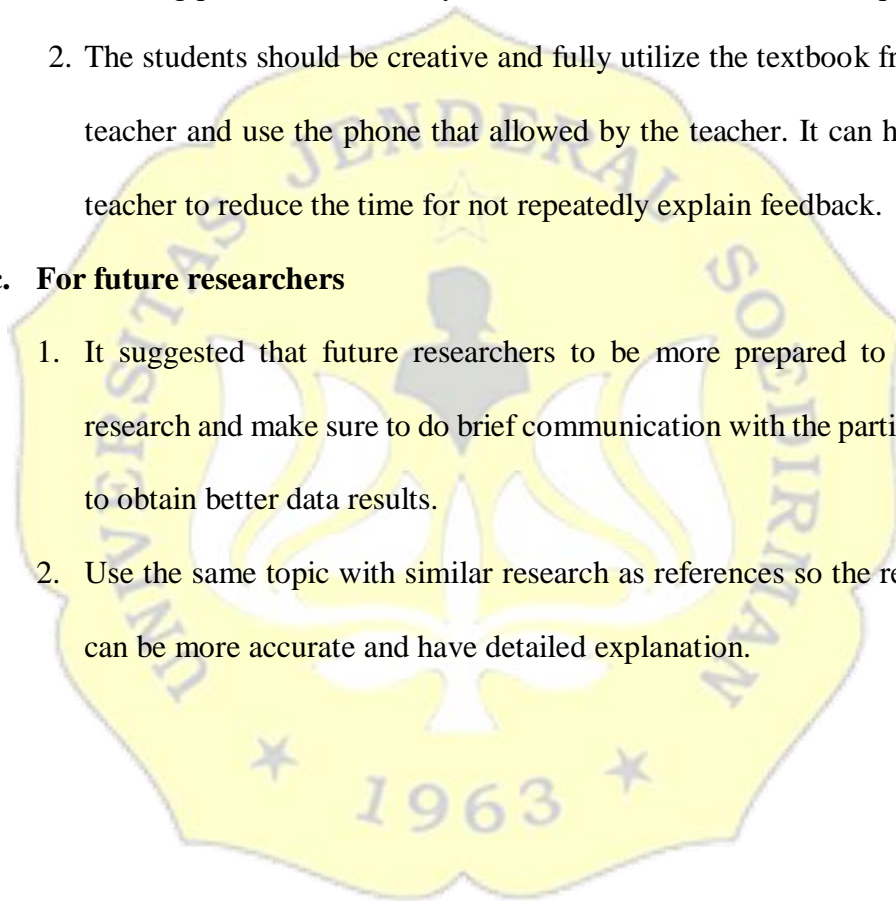 2. The students should be creative and fully utilize the textbook
teacher and use the phone that allowed by the teacher. It can
teacher to reduce the time for not repeatedly explain feedback.
For future researchers
1. It suggested that future researchers to be more prepared to
research and make sure to do brief communication with the
to obtain better data results.
2. Use the same topic with similar research as references so the
can be more accurate and have detailed explanation.
UNIVERSITAS JENDERAL SOEDIRMAN
1963